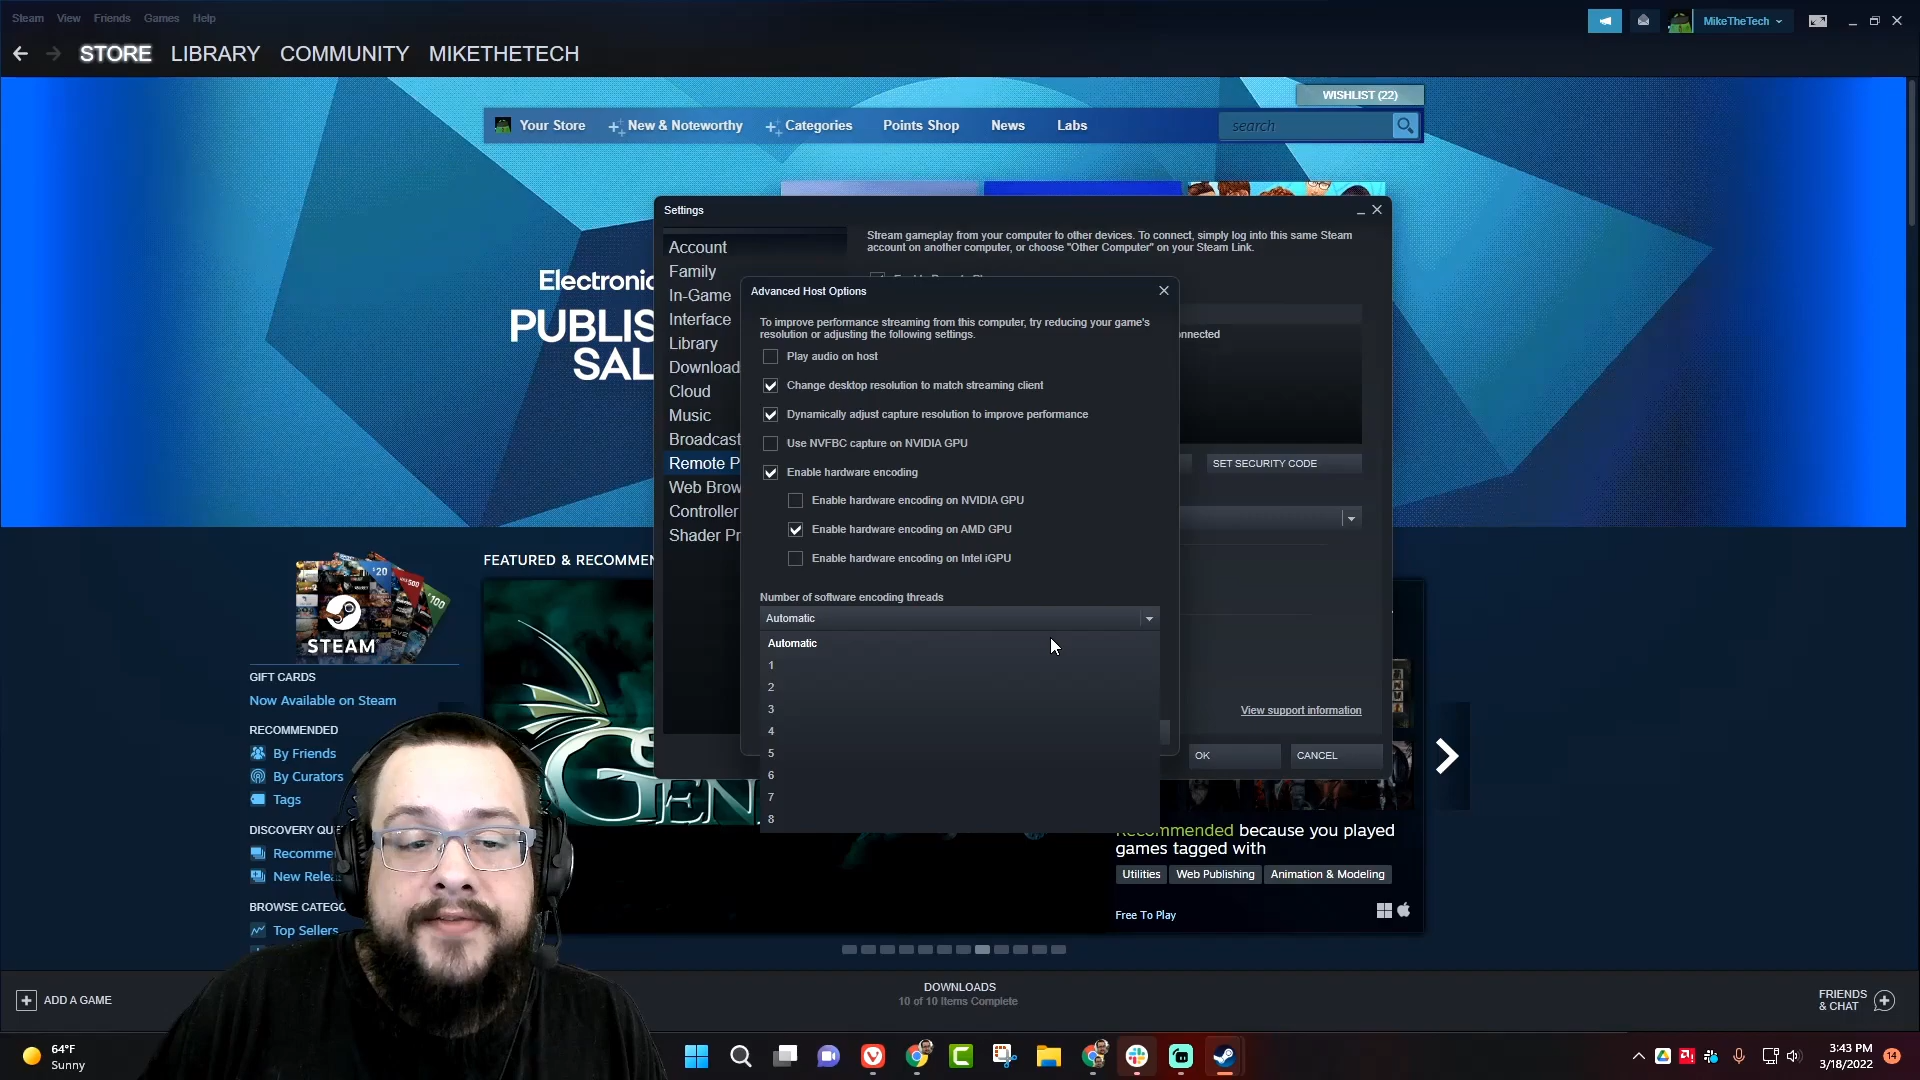 Steam View Friends Games Help
MikeTheTech
STORE LIBRARY COMMUNITY MIKETHETECH
WISHLIST (22)
Your Store New & Noteworthy Categories Points Shop News Labs
search
Electronic
PUBLIS
SAL
Settings
Account
Family
In-Game
Interface
Library
Download
Cloud
Music
Broadcast
Remote P
Web Brow
Controller
Shader Pr
Stream gameplay from your computer to other devices. To connect, simply log into this same Steam
account on another computer, or choose "Other Computer" on your Steam Link.
nnected
SET SECURITY CODE
View support information
OK CANCEL
Advanced Host Options
To improve performance streaming from this computer, try reducing your game's
resolution or adjusting the following settings.
Play audio on host
Change desktop resolution to match streaming client
Dynamically adjust capture resolution to improve performance
Use NVFBC capture on NVIDIA GPU
Enable hardware encoding
Enable hardware encoding on NVIDIA GPU
Enable hardware encoding on AMD GPU
Enable hardware encoding on Intel iGPU
Number of software encoding threads
Automatic
Automatic
1
2
3
4
5
6
7
8
FEATURED & RECOMMEN
$20
$100
STEAM
GIFT CARDS
Now Available on Steam
RECOMMENDED
By Friends
By Curators
Tags
DISCOVERY QU
Recomme
New Rele
BROWSE CATEGO
Top Sellers
GEN
Recommended because you played
games tagged with
Utilities Web Publishing Animation & Modeling
Free To Play
ADD A GAME
DOWNLOADS
10 of 10 Items Complete
FRIENDS
& CHAT
64°F
Sunny
3:43 PM
3/18/2022
14